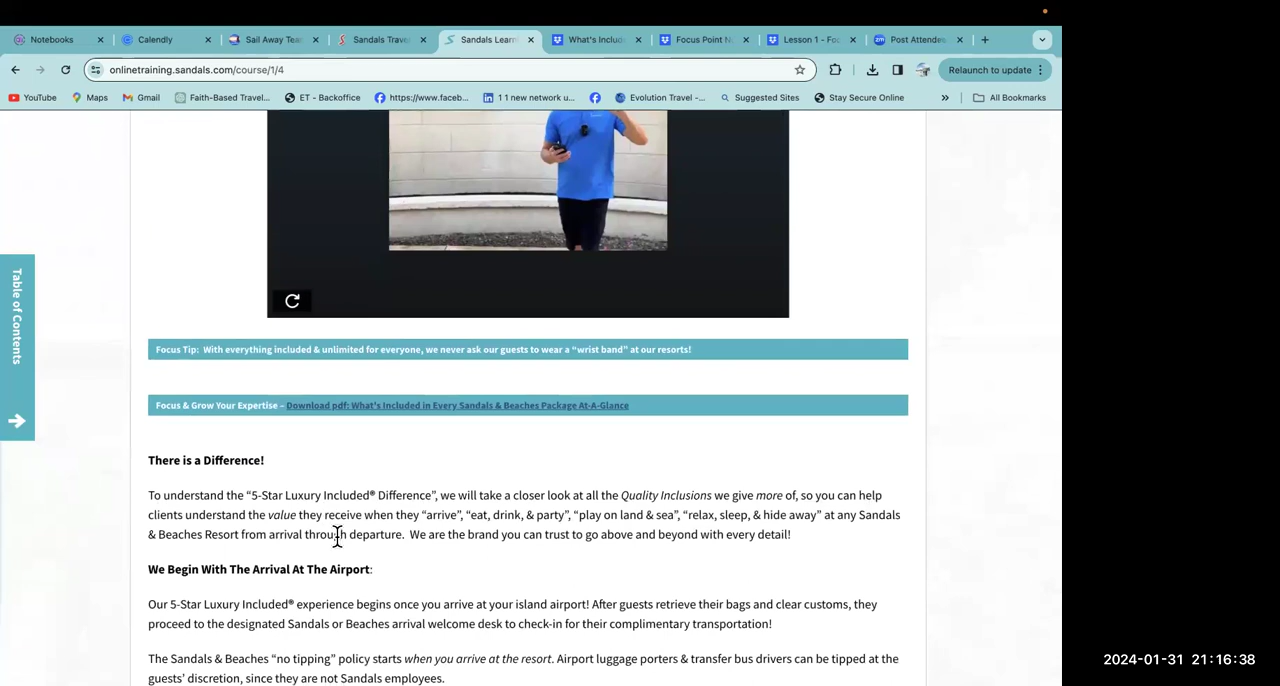 Notebooks
Calendly
Sail Away Tea
Sandals Trave
Sandals Learni
What's Includ
Focus Point N
Lesson 1 - Foc
Post Attende
onlinetraining.sandals.com/course/1/4
Relaunch to update
YouTube
Maps
Gmail
Faith-Based Travel...
ET - Backoffice
https://www.faceb...
1 1 new network u...
Evolution Travel -...
Suggested Sites
Stay Secure Online
»
All Bookmarks
Table of Contents
Focus Tip: With everything included & unlimited for everyone, we never ask our guests to wear a “wrist band” at our resorts!
Focus & Grow Your Expertise – Download pdf: What's Included in Every Sandals & Beaches Package At-A-Glance
There is a Difference!
To understand the “5-Star Luxury Included® Difference”, we will take a closer look at all the Quality Inclusions we give more of, so you can help
clients understand the value they receive when they “arrive”, “eat, drink, & party”, “play on land & sea”, “relax, sleep, & hide away” at any Sandals
& Beaches Resort from arrival through departure. We are the brand you can trust to go above and beyond with every detail!
We Begin With The Arrival At The Airport:
Our 5-Star Luxury Included® experience begins once you arrive at your island airport! After guests retrieve their bags and clear customs, they
proceed to the designated Sandals or Beaches arrival welcome desk to check-in for their complimentary transportation!
The Sandals & Beaches “no tipping” policy starts when you arrive at the resort. Airport luggage porters & transfer bus drivers can be tipped at the
guests’ discretion, since they are not Sandals employees.
2024-01-31 21:16:38